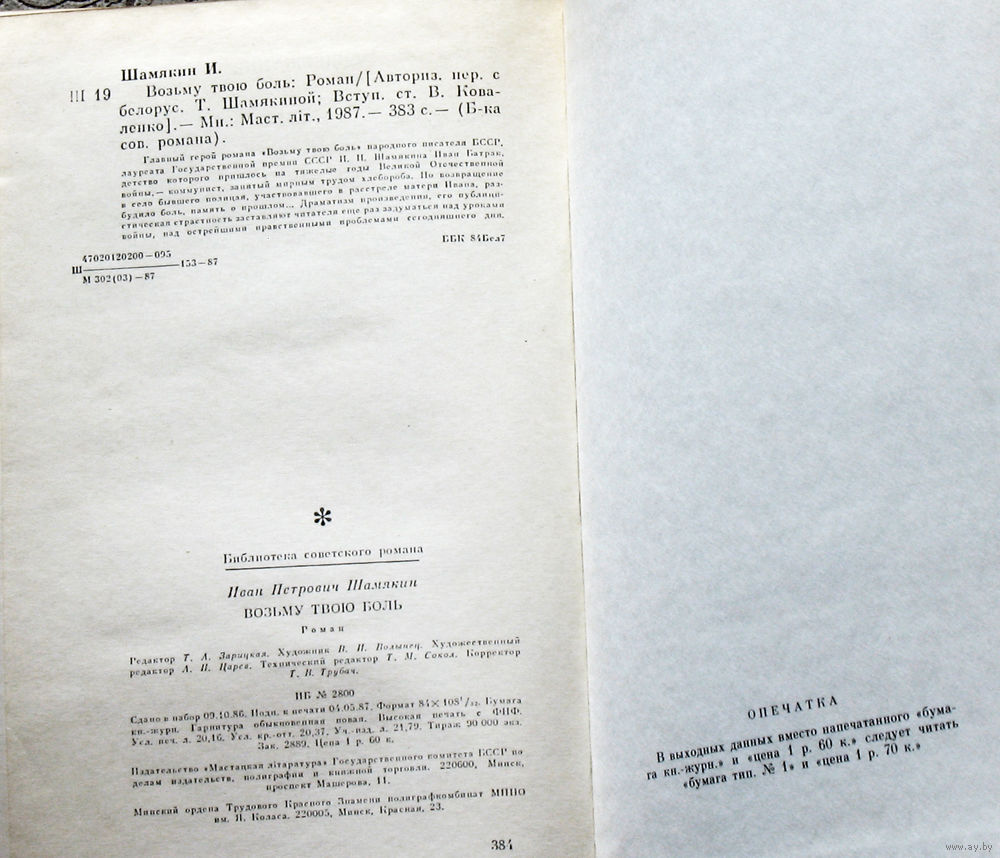 Шамякин И.
Ш 19 Возьму твою боль: Роман/[Авториз. пер. с
белорус. Т. Шамякиной; Вступ. ст. В. Кова-
ленко].— Мн.: Маст. літ., 1987.— 383 с.— (Б-ка
сов. романа).
Главный герой романа «Возьму твою боль» народного писателя БССР,
лауреата Государственной премии СССР И. П. Шамякина Иван Батрак,
детство которого пришлось на тяжелые годы Великой Отечественной
войны,— коммунист, занятый мирным трудом хлебороба. Но возвращение
в село бывшего полицая, участвовавшего в расстреле матери Ивана, раз-
будило боль, память о прошлом... Драматизм произведения, его публици-
стическая страстность заставляют читателя еще раз задуматься над уроками
войны, над острейшими нравственными проблемами сегодняшнего дня.
ББК 84Бел7
47020120200—095
Ш————153—87
М 302(03)—87
*
Библиотека советского романа
Иван Петрович Шамякин
ВОЗЬМУ ТВОЮ БОЛЬ
Роман
Редактор Т. А. Зарицкая. Художник В. П. Волынец. Художественный
редактор Л. П. Царев. Технический редактор Т. М. Сокол. Корректор
Т. В. Трубач.
ИБ № 2800
Сдано в набор 09.10.86. Подп. к печати 04.05.87. Формат 84×108¹/₃₂. Бумага
кн.-журн. Гарнитура обыкновенная новая. Высокая печать с ФПФ.
Усл. печ. л. 20,16. Усл. кр.-отт. 20,37. Уч.-изд. л. 21,79. Тираж 90 000 экз.
Зак. 2889. Цена 1 р. 60 к.
Издательство «Мастацкая літаратура» Государственного комитета БССР по
делам издательств, полиграфии и книжной торговли. 220600, Минск,
проспект Машерова, 11.
Минский ордена Трудового Красного Знамени полиграфкомбинат МППО
им. Я. Коласа. 220005, Минск, Красная, 23.
384
ОПЕЧАТКА
В выходных данных вместо напечатанного «бума-
га кн.-журн.» и «цена 1 р. 60 к.» следует читать
«бумага тип. № 1» и «цена 1 р. 70 к.»
www.ay.by